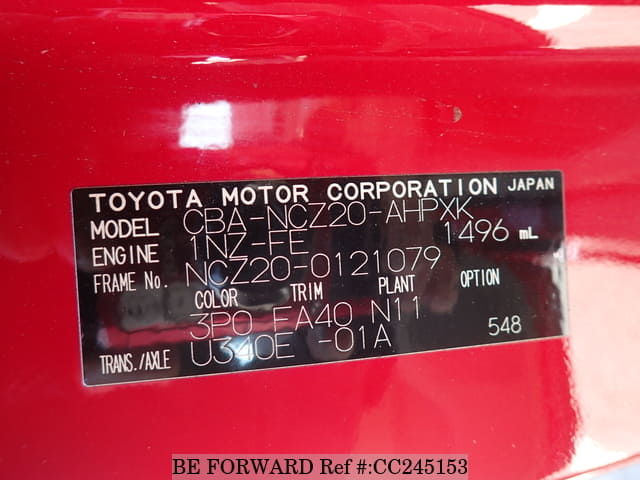 TOYOTA MOTOR CORPORATION JAPAN
MODEL CBA-NCZ20-AHPXK
ENGINE 1NZ-FE 1496 mL
FRAME No. NCZ20-0121079
COLOR TRIM PLANT OPTION
3P0 FA40 N11
TRANS./AXLE U340E -01A 548
BE FORWARD Ref #:CC245153